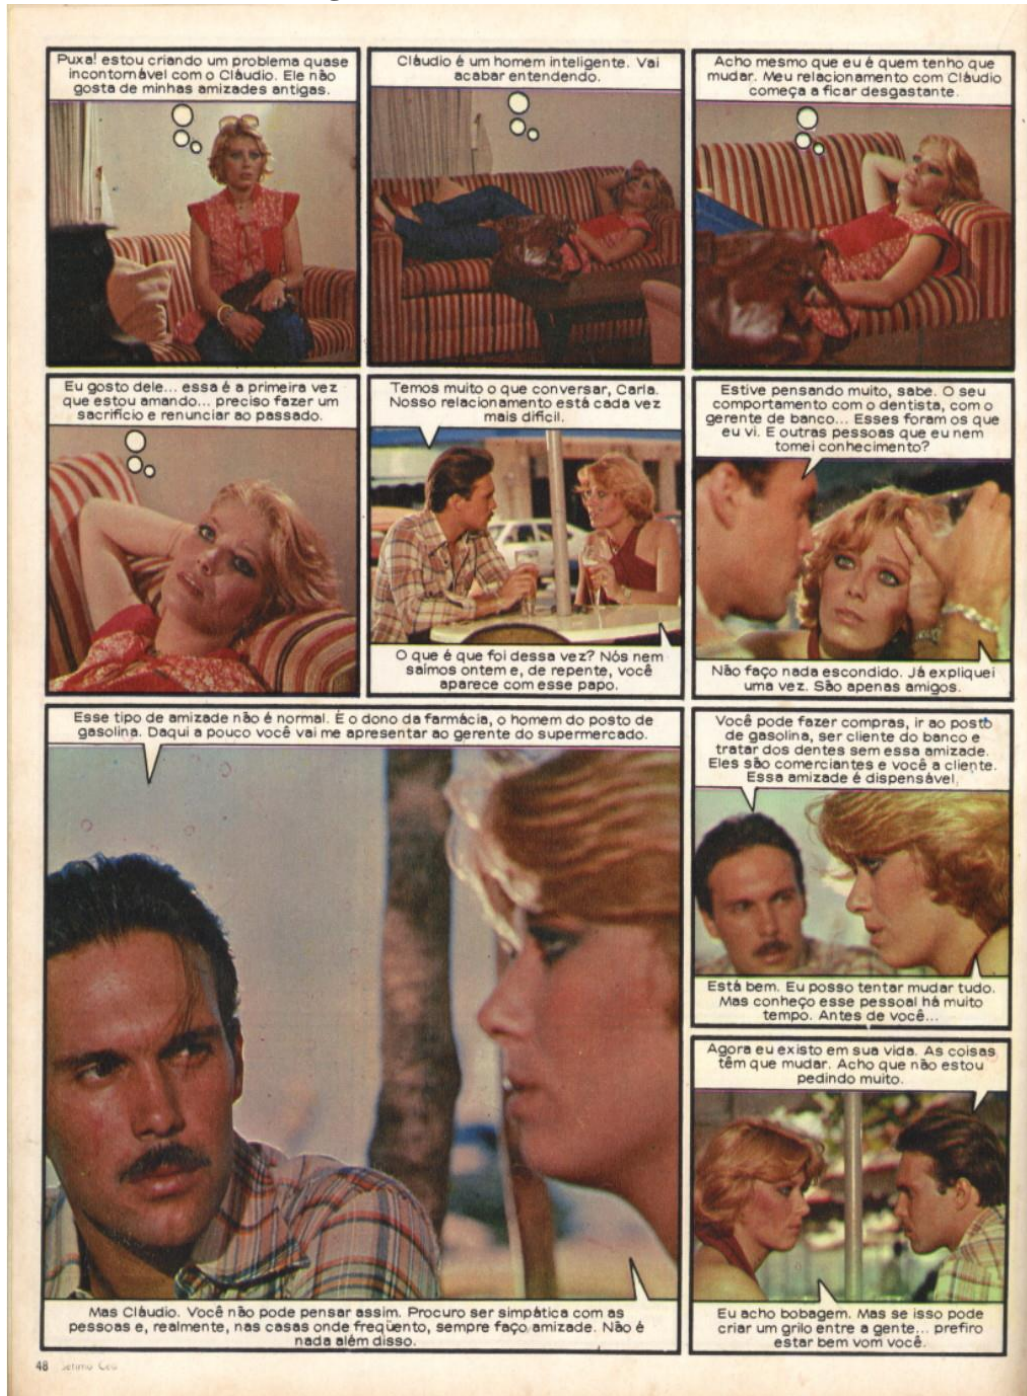 Puxa! estou criando um problema quase
incontornável com o Cláudio. Ele não
gosta de minhas amizades antigas.
Cláudio é um homem inteligente. Vai
acabar entendendo.
Acho mesmo que eu é quem tenho que
mudar. Meu relacionamento com Cláudio
começa a ficar desgastante.
Eu gosto dele... essa é a primeira vez
que estou amando... preciso fazer um
sacrifício e renunciar ao passado.
Temos muito o que conversar, Carla.
Nosso relacionamento está cada vez
mais difícil.
O que é que foi dessa vez? Nós nem
saímos ontem e, de repente, você
aparece com esse papo.
Estive pensando muito, sabe. O seu
comportamento com o dentista, com o
gerente de banco... Esses foram os que
eu vi. E outras pessoas que eu nem
tomei conhecimento?
Não faço nada escondido. Já expliquei
uma vez. São apenas amigos.
Esse tipo de amizade não é normal. É o dono da farmácia, o homem do posto de
gasolina. Daqui a pouco você vai me apresentar ao gerente do supermercado.
Mas Cláudio. Você não pode pensar assim. Procuro ser simpática com as
pessoas e, realmente, nas casas onde freqüento, sempre faço amizade. Não é
nada além disso.
Você pode fazer compras, ir ao posto
de gasolina, ser cliente do banco e
tratar dos dentes sem essa amizade.
Eles são comerciantes e você a cliente.
Essa amizade é dispensável.
Está bem. Eu posso tentar mudar tudo.
Mas conheço esse pessoal há muito
tempo. Antes de você...
Agora eu existo em sua vida. As coisas
têm que mudar. Acho que não estou
pedindo muito.
Eu acho bobagem. Mas se isso pode
criar um grilo entre a gente... prefiro
estar bem vom você.
48